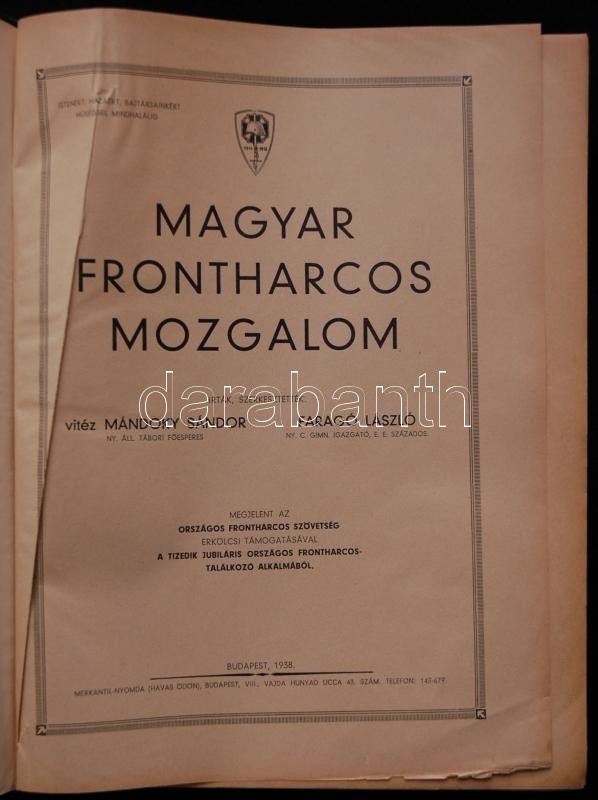 ISTENÉRT, HAZÁÉRT, BAJTÁRSAINKÉRT
HŰSÉGGEL MINDHALÁLIG
MAGYAR
FRONTHARCOS
MOZGALOM
ÍRTÁK, SZERKESZTETTÉK:
vitéz MÁNDOKY SÁNDOR
NY. ÁLL. TÁBORI FŐESPERES
FARAGÓ LÁSZLÓ
NY. C. GIMN. IGAZGATÓ, E. E. SZÁZADOS.
darabanth
MEGJELENT AZ
ORSZÁGOS FRONTHARCOS SZÖVETSÉG
ERKÖLCSI TÁMOGATÁSÁVAL
A TIZEDIK JUBILÁRIS ORSZÁGOS FRONTHARCOS-
TALÁLKOZÓ ALKALMÁBÓL.
BUDAPEST, 1938.
MERKANTIL-NYOMDA (HAVAS ÖDÖN), BUDAPEST, VIII., VAJDA HUNYAD UCCA 43. SZÁM. TELEFON: 143-679.